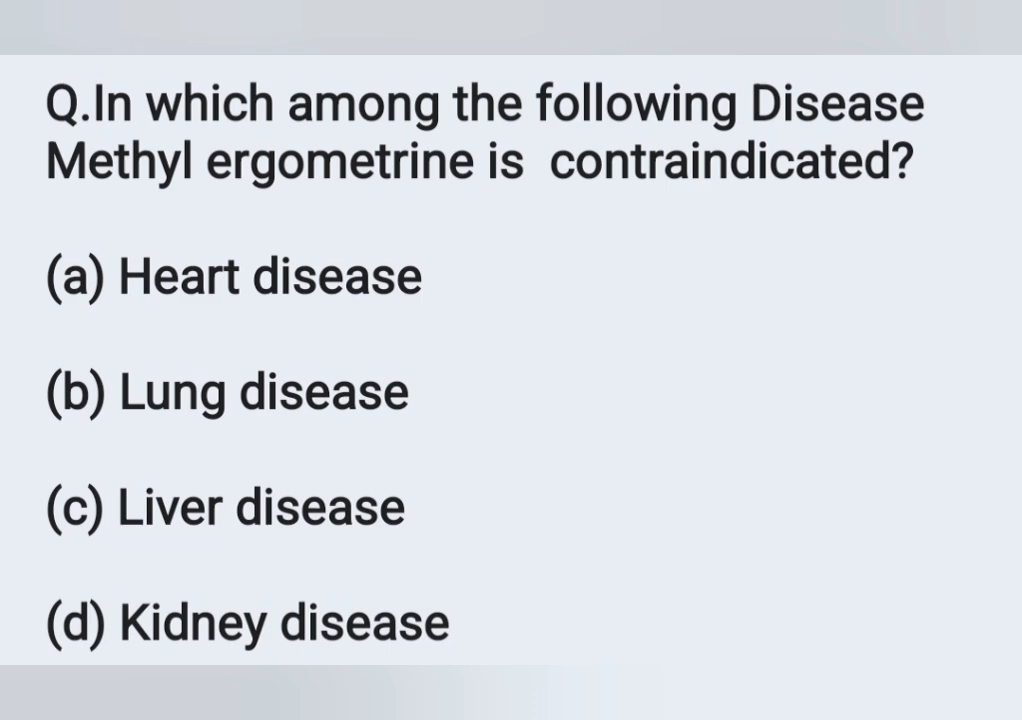 Q.In which among the following Disease
Methyl ergometrine is  contraindicated?
(a) Heart disease
(b) Lung disease
(c) Liver disease
(d) Kidney disease